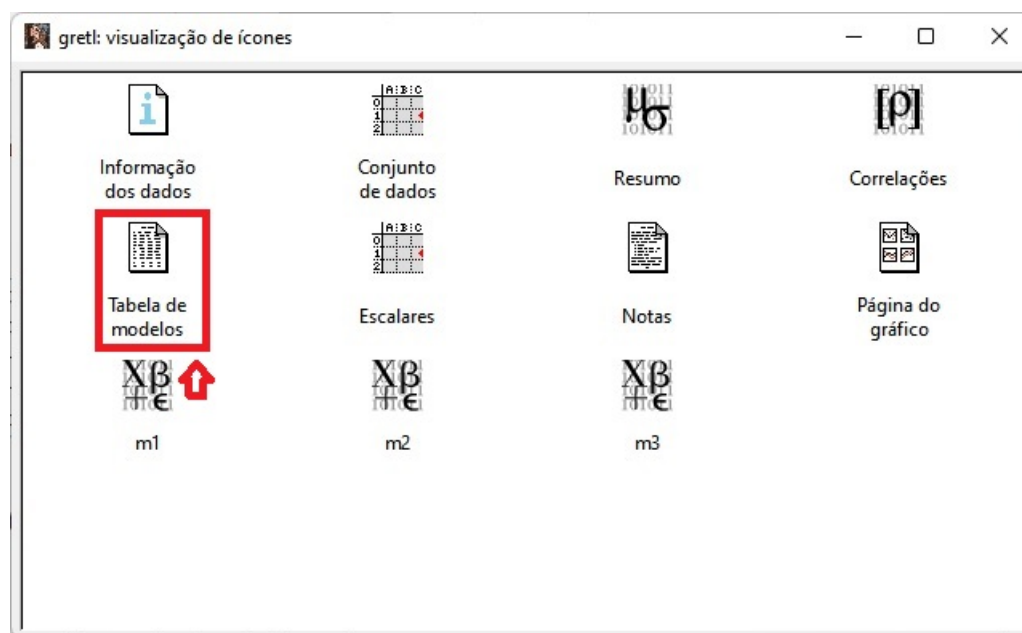 gretl: visualização de ícones
Informação
dos dados
Conjunto
de dados
Resumo
Correlações
Tabela de
modelos
Escalares
Notas
Página do
gráfico
m1
m2
m3